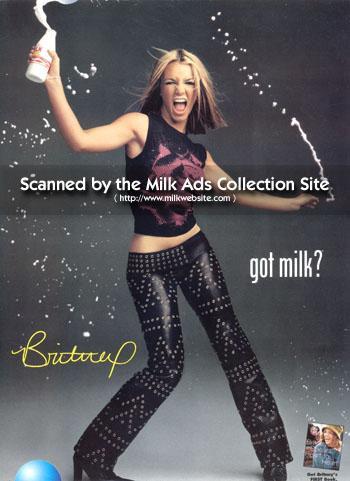 Scanned by the Milk Ads Collection Site
( http://www.milkwebsite.com )
got milk?
Britney
Get Britney's
FIRST Book.